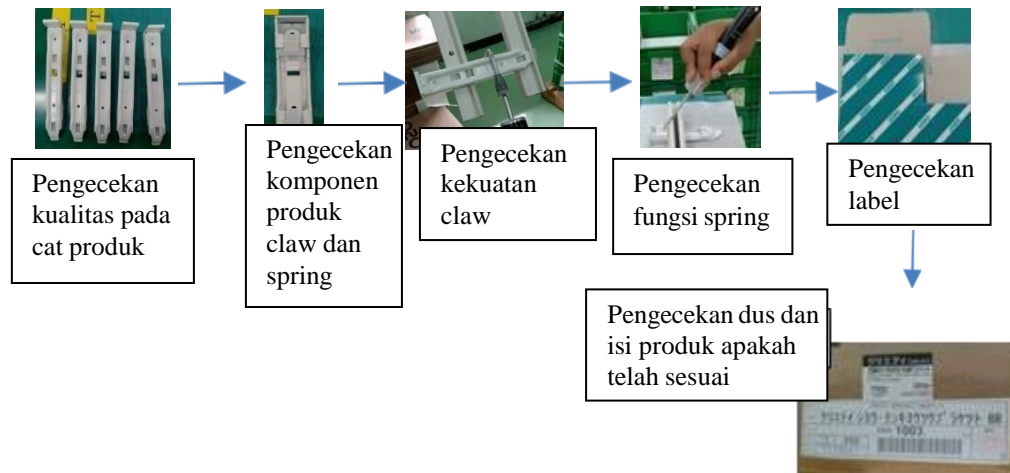 Pengecekan
kualitas pada
cat produk
Pengecekan
komponen
produk
claw dan
spring
Pengecekan
kekuatan
claw
Pengecekan
fungsi spring
Pengecekan
label
Pengecekan dus dan
isi produk apakah
telah sesuai
1003